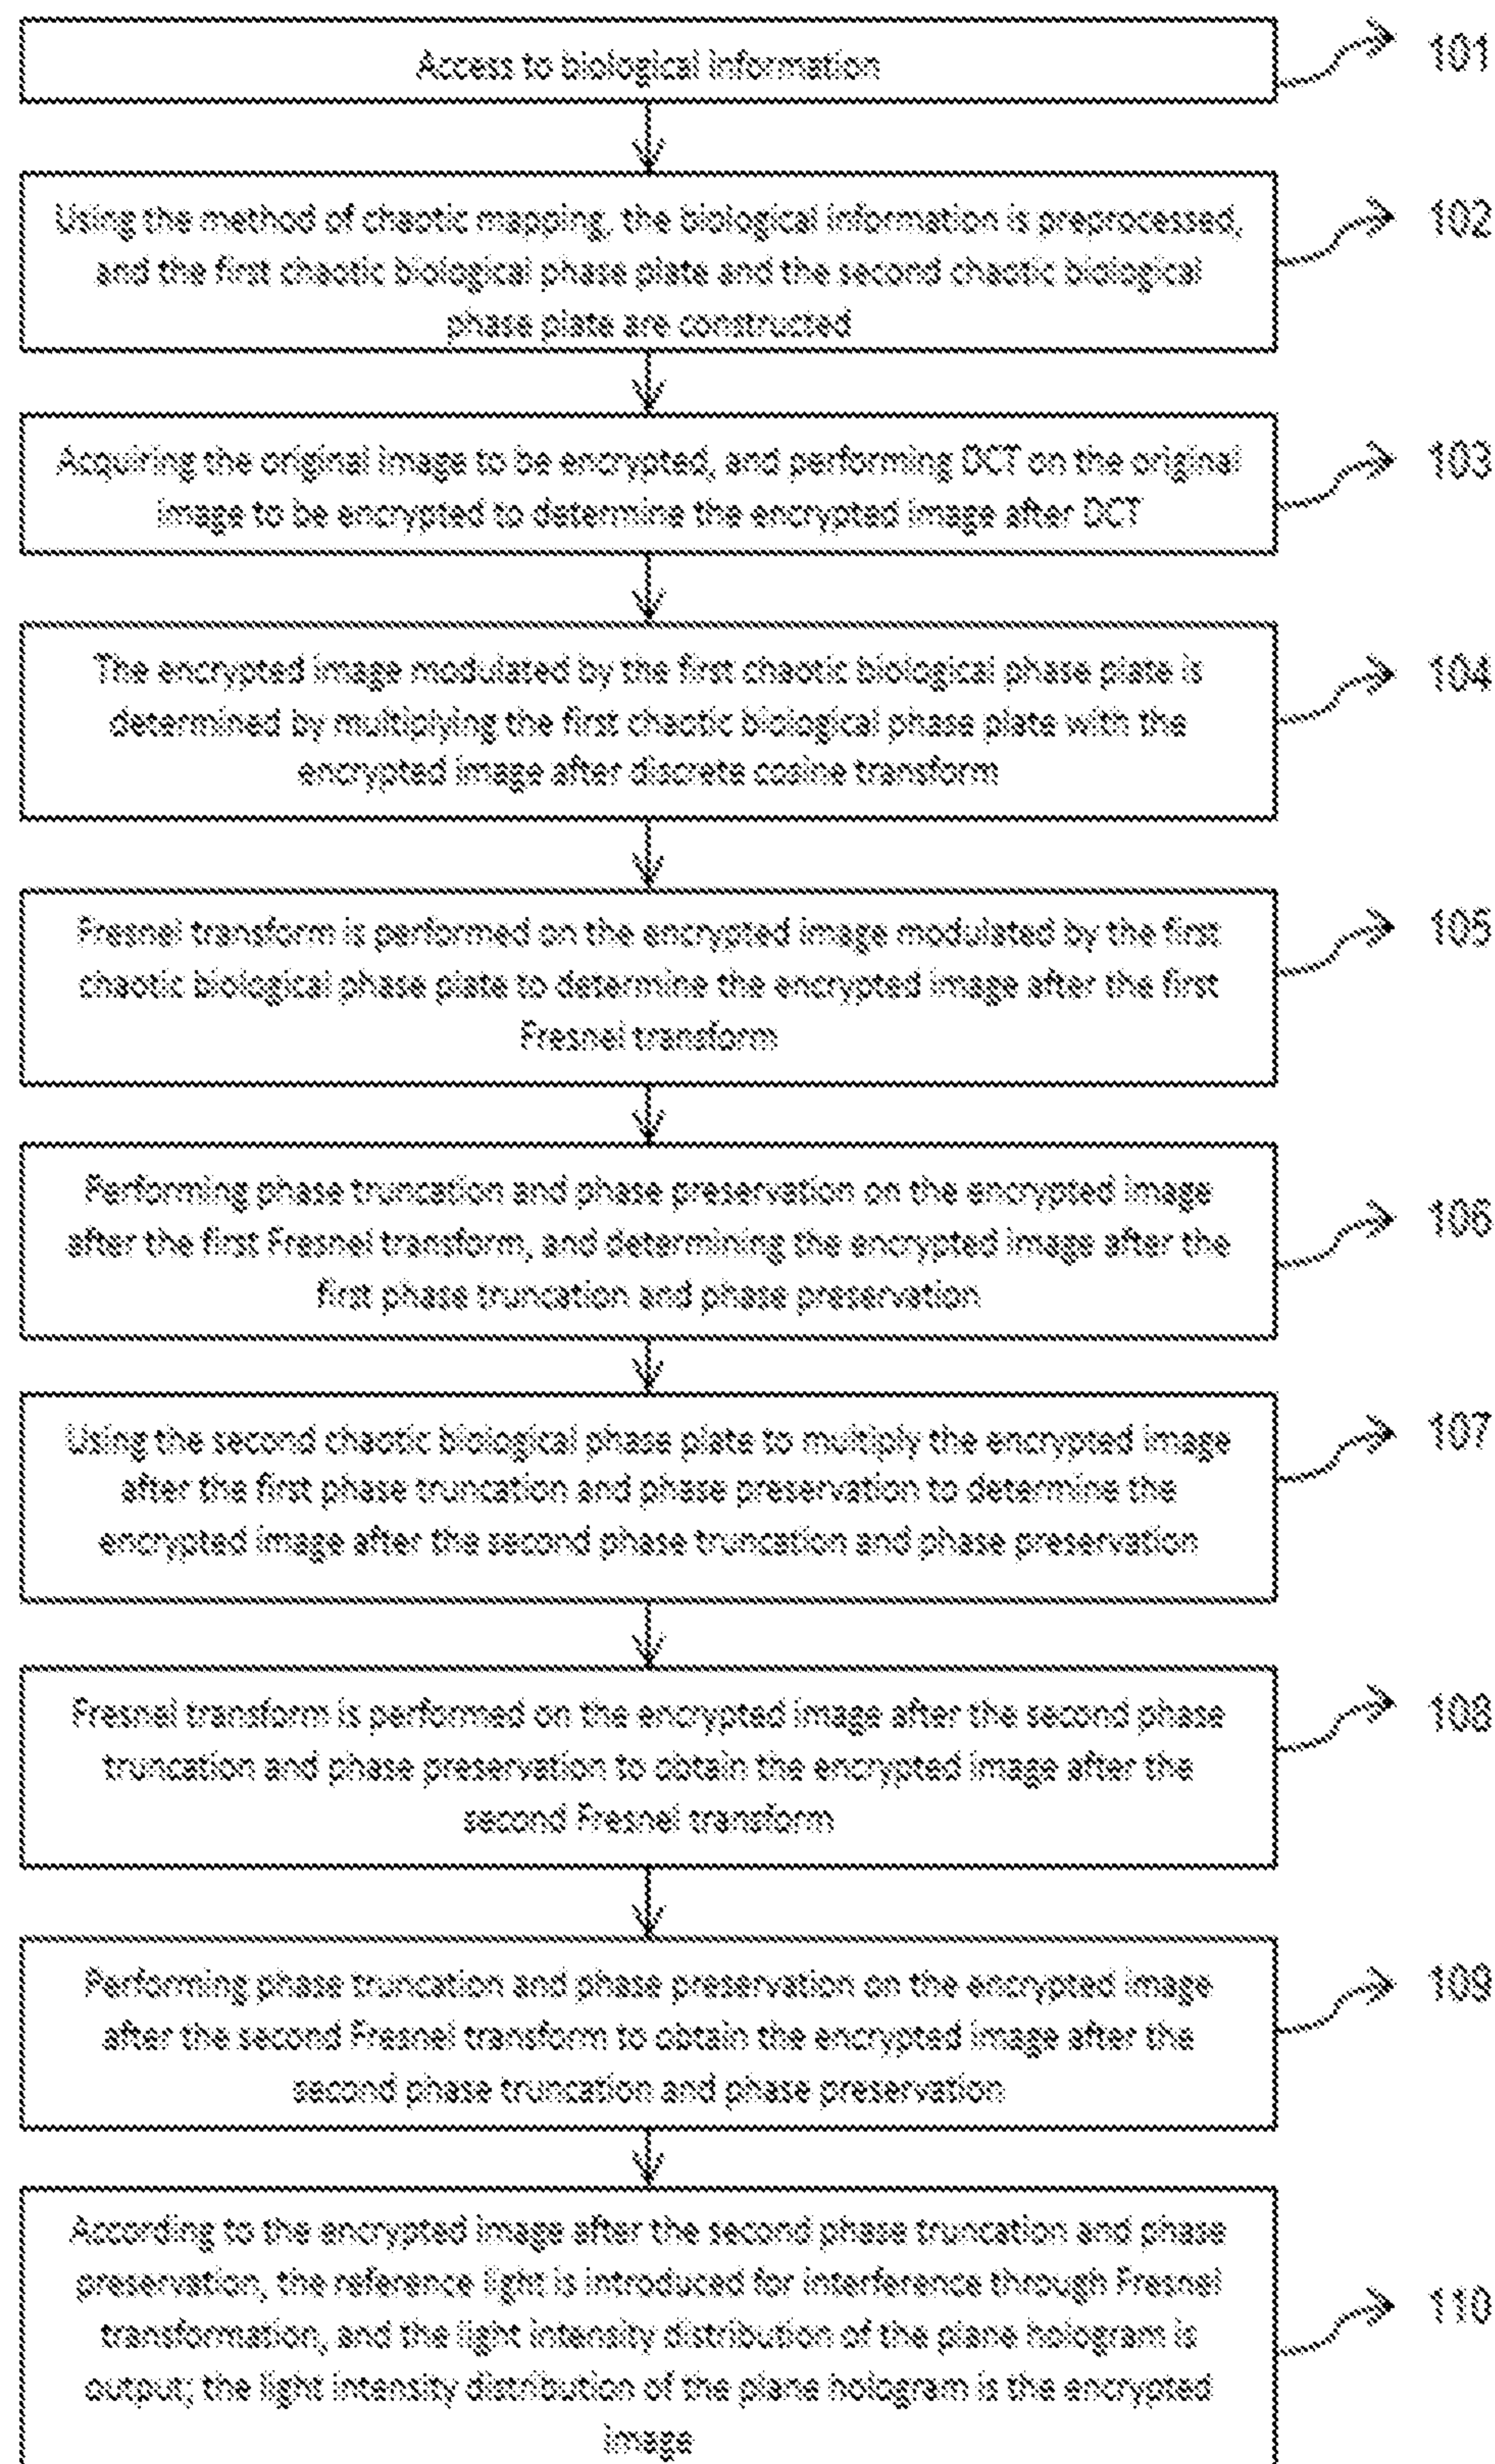 Access to biological information
101
Using the method of chaotic mapping, the biological information is preprocessed,
and the first chaotic biological phase plate and the second chaotic biological
phase plate are constructed
102
Acquiring the original image to be encrypted, and performing DCT on the original
image to be encrypted to determine the encrypted image after DCT
103
The encrypted image modulated by the first chaotic biological phase plate is
determined by multiplying the first chaotic biological phase plate with the
encrypted image after discrete cosine transform
104
Fresnel transform is performed on the encrypted image modulated by the first
chaotic biological phase plate to determine the encrypted image after the first
Fresnel transform
105
Performing phase truncation and phase preservation on the encrypted image
after the first Fresnel transform, and determining the encrypted image after the
first phase truncation and phase preservation
106
Using the second chaotic biological phase plate to multiply the encrypted image
after the first phase truncation and phase preservation to determine the
encrypted image after the second phase truncation and phase preservation
107
Fresnel transform is performed on the encrypted image after the second phase
truncation and phase preservation to obtain the encrypted image after the
second Fresnel transform
108
Performing phase truncation and phase preservation on the encrypted image
after the second Fresnel transform to obtain the encrypted image after the
second phase truncation and phase preservation
109
According to the encrypted image after the second phase truncation and phase
preservation, the reference light is introduced for interference through Fresnel
transformation, and the light intensity distribution of the plane hologram is
output; the light intensity distribution of the plane hologram is the encrypted
image
110